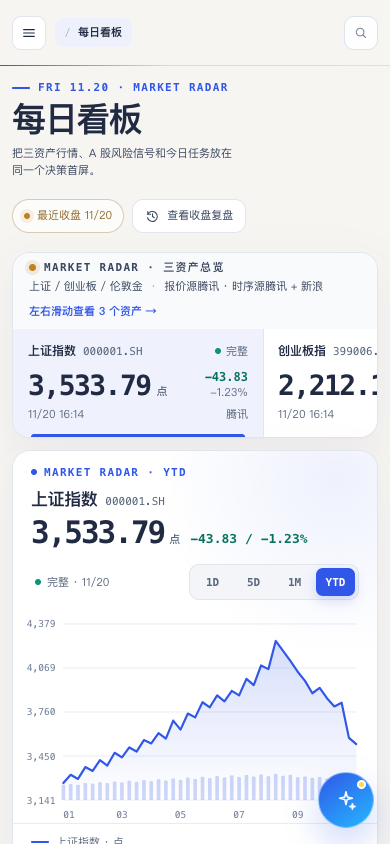 / 每日看板
FRI 11.20 · MARKET RADAR
每日看板
把三资产行情、A 股风险信号和今日任务放在
同一个决策首屏。
最近收盘 11/20
查看收盘复盘
MARKET RADAR · 三资产总览
上证 / 创业板 / 伦敦金 · 报价源腾讯 · 时序源腾讯 + 新浪
左右滑动查看 3 个资产 →
上证指数 000001.SH 完整
3,533.79 点 −43.83
−1.23%
11/20 16:14 腾讯
创业板指 399006.
2,212.1
11/20 16:14
MARKET RADAR · YTD
上证指数 000001.SH
3,533.79 点 −43.83 / −1.23%
完整 · 11/20
1D 5D 1M YTD
4,379
4,069
3,760
3,450
3,141
01 03 05 07 09
上证指数 · 点